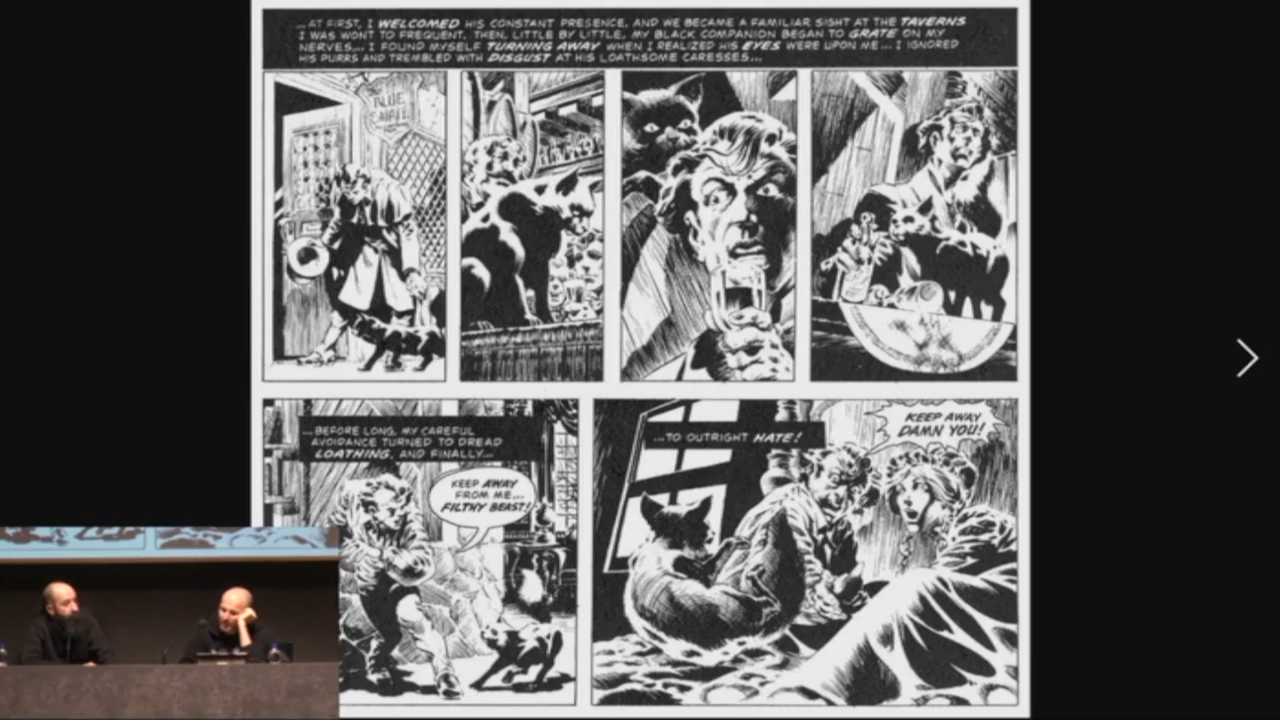 ...AT FIRST, I WELCOMED HIS CONSTANT PRESENCE, AND WE BECAME A FAMILIAR SIGHT AT THE TAVERNS
I WAS WONT TO FREQUENT. THEN, LITTLE BY LITTLE, MY BLACK COMPANION BEGAN TO GRATE ON MY
NERVES... I FOUND MYSELF TURNING AWAY WHEN I REALIZED HIS EYES WERE UPON ME... I IGNORED
HIS PURRS AND TREMBLED WITH DISGUST AT HIS LOATHSOME CARESSES...
BLUE
SNAIL
...BEFORE LONG, MY CAREFUL
AVOIDANCE TURNED TO DREAD
LOATHING, AND FINALLY...
KEEP AWAY
FROM ME...
FILTHY BEAST!
...TO OUTRIGHT HATE!
KEEP AWAY
DAMN YOU!